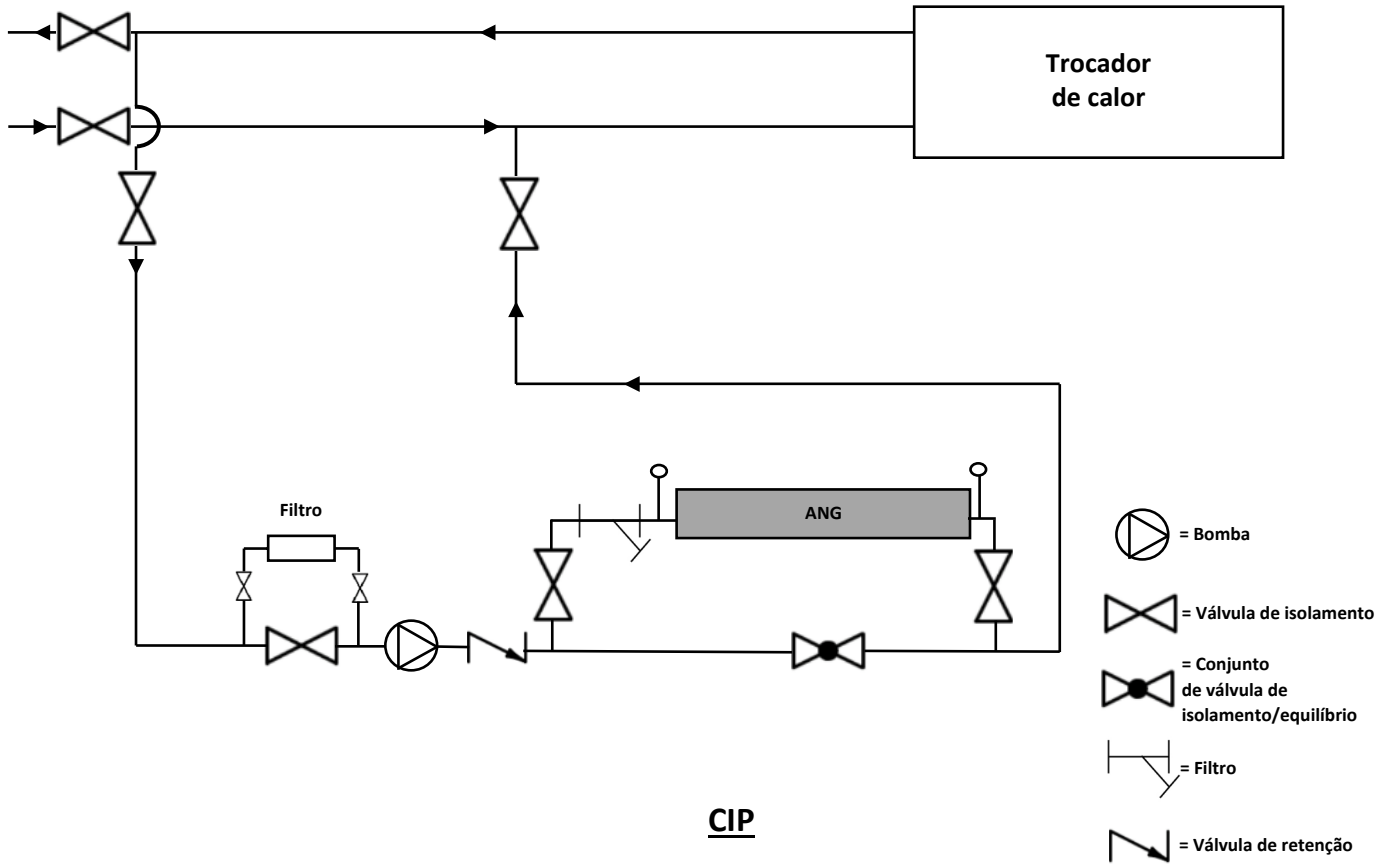 Trocador
de calor
Filtro
ANG
= Bomba
= Válvula de isolamento
= Conjunto
de válvula de
isolamento/equilíbrio
= Filtro
= Válvula de retenção
CIP